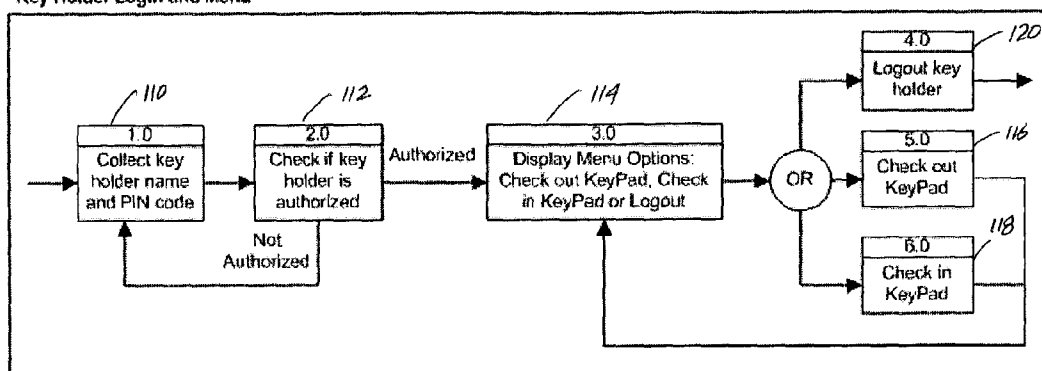 Key Holder Login and Menu
110
1.0
Collect key
holder name
and PIN code
112
2.0
Check if key
holder is
authorized
Authorized
Not
Authorized
114
3.0
Display Menu Options:
Check out KeyPad, Check
in KeyPad or Logout
OR
120
4.0
Logout key
holder
116
5.0
Check out
KeyPad
118
6.0
Check in
KeyPad